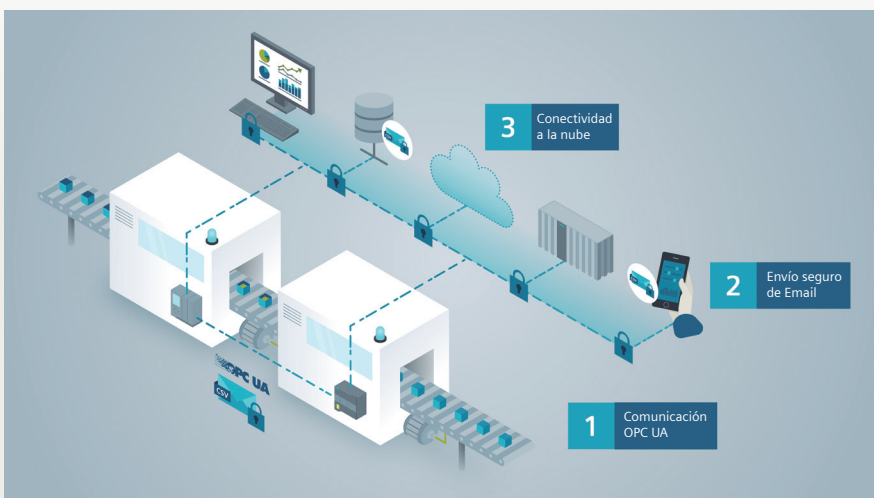 3
Conectividad
a la nube
2
Envío seguro
de Email
OPC UA
CSV
1
Comunicación
OPC UA